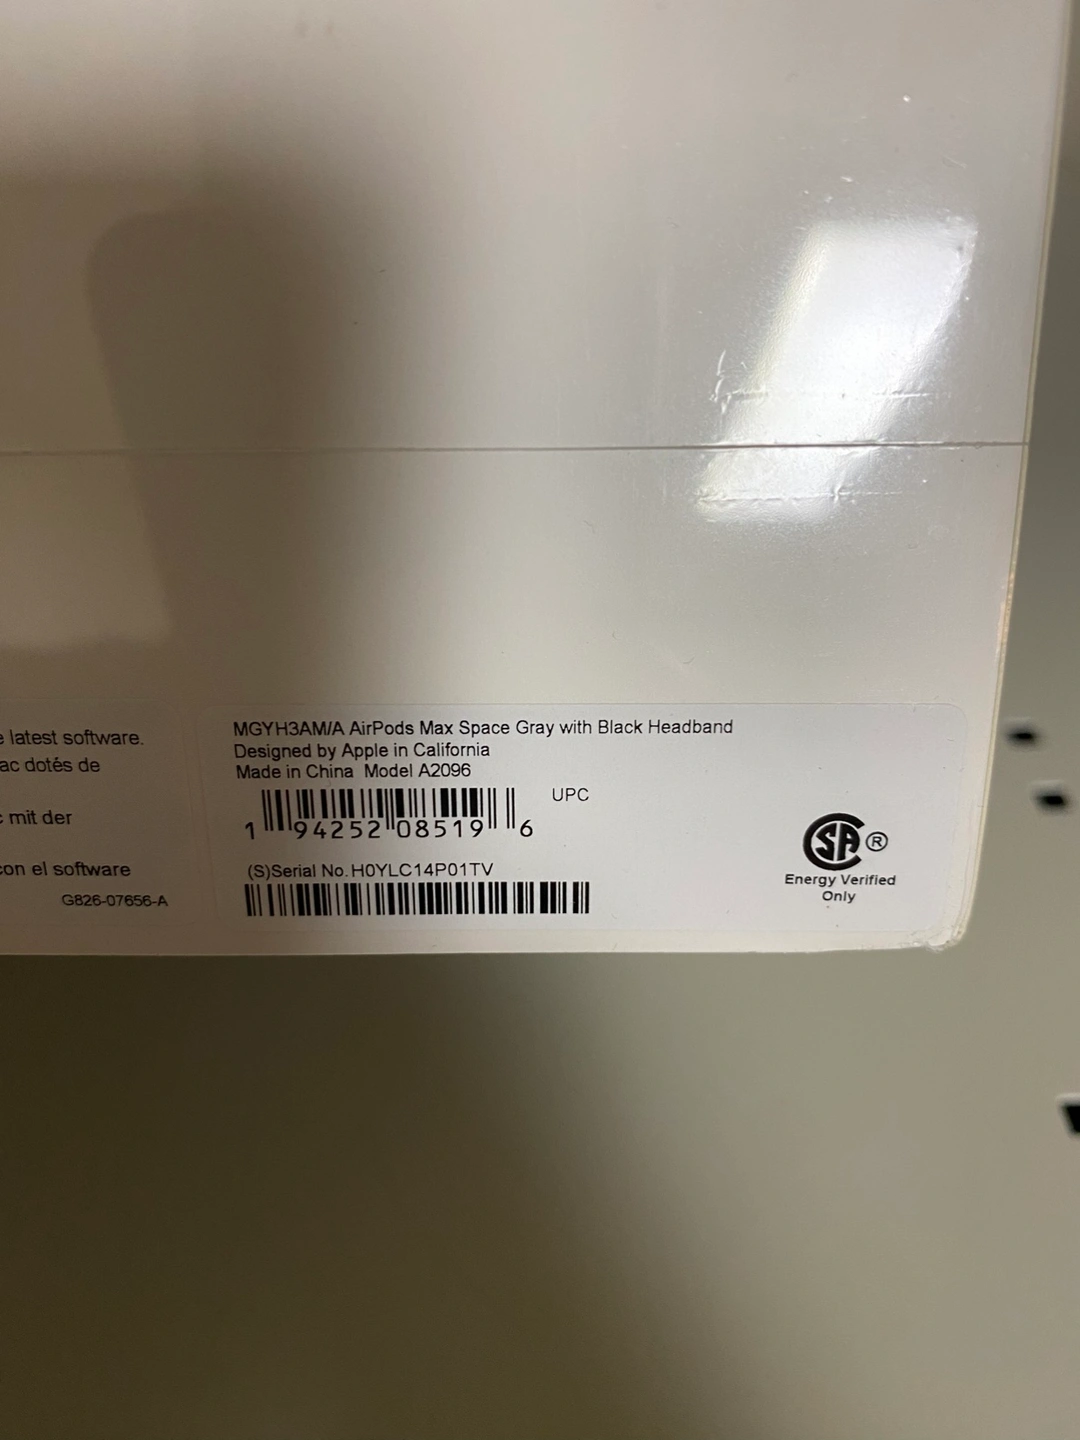 e latest software.
ac dotés de
c mit der
con el software
G826-07656-A
MGYH3AM/A AirPods Max Space Gray with Black Headband
Designed by Apple in California
Made in China Model A2096
UPC
1 94252 08519 6
(S)Serial No. H0YLC14P01TV
SA ®
Energy Verified
Only